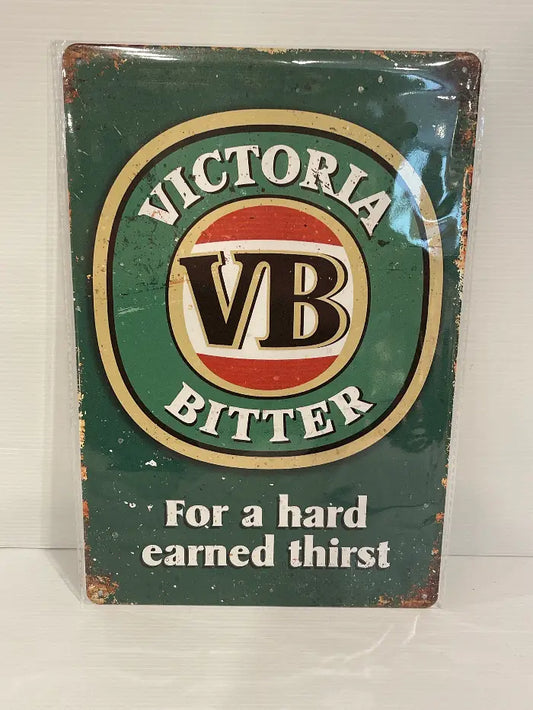 VICTORIA
VB
BITTER
For a hard
earned thirst